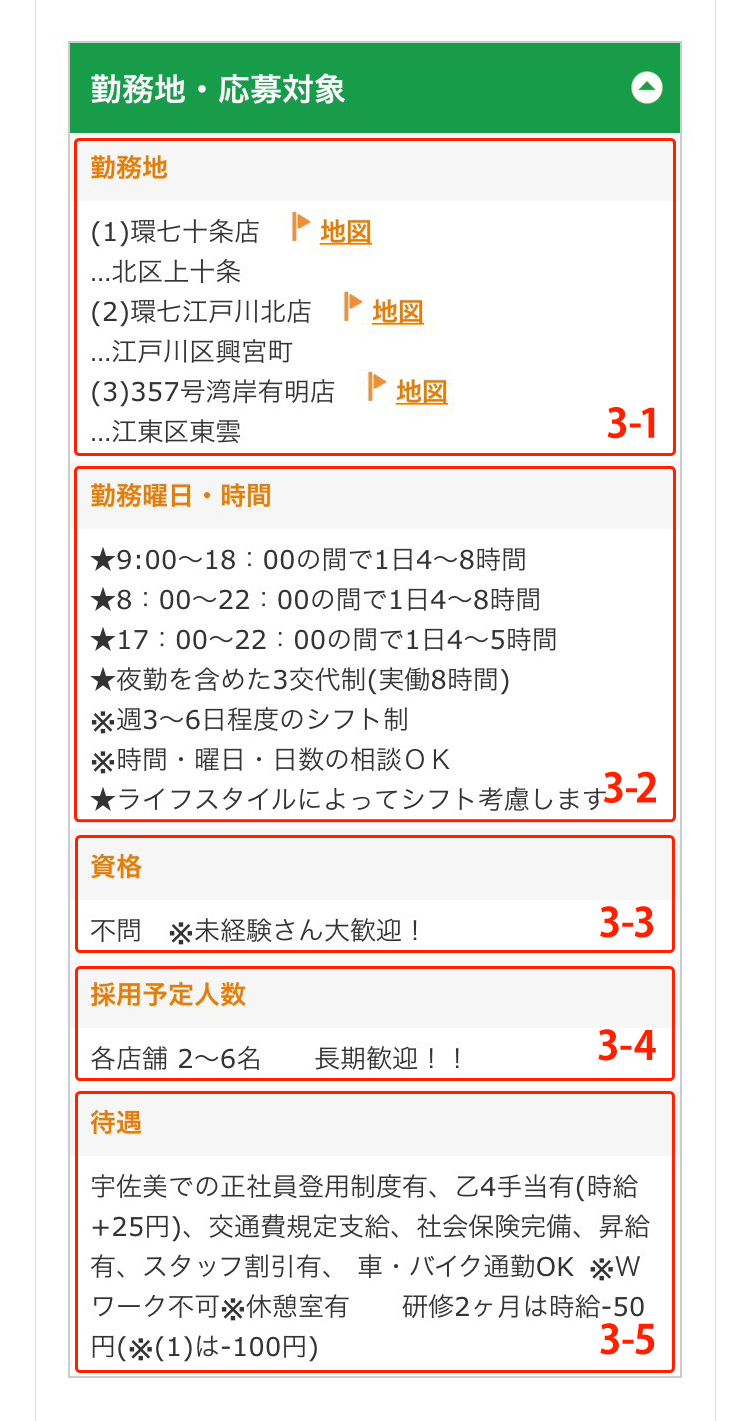 勤務地・応募対象
勤務地
(1)環七十条店 地図
…北区上十条
(2)環七江戸川北店 地図
…江戸川区興宮町
(3)357号湾岸有明店 地図
…江東区東雲
3-1
勤務曜日・時間
★9:00〜18：00の間で1日4〜8時間
★8：00〜22：00の間で1日4〜8時間
★17：00〜22：00の間で1日4〜5時間
★夜勤を含めた3交代制(実働8時間)
※週3〜6日程度のシフト制
※時間・曜日・日数の相談ＯＫ
★ライフスタイルによってシフト考慮します
3-2
資格
不問　※未経験さん大歓迎！
3-3
採用予定人数
各店舗 2〜6名　　長期歓迎！！
3-4
待遇
宇佐美での正社員登用制度有、乙4手当有(時給
+25円)、交通費規定支給、社会保険完備、昇給
有、スタッフ割引有、 車・バイク通勤OK ※Ｗ
ワーク不可※休憩室有　　研修2ヶ月は時給-50
円(※(1)は-100円)
3-5